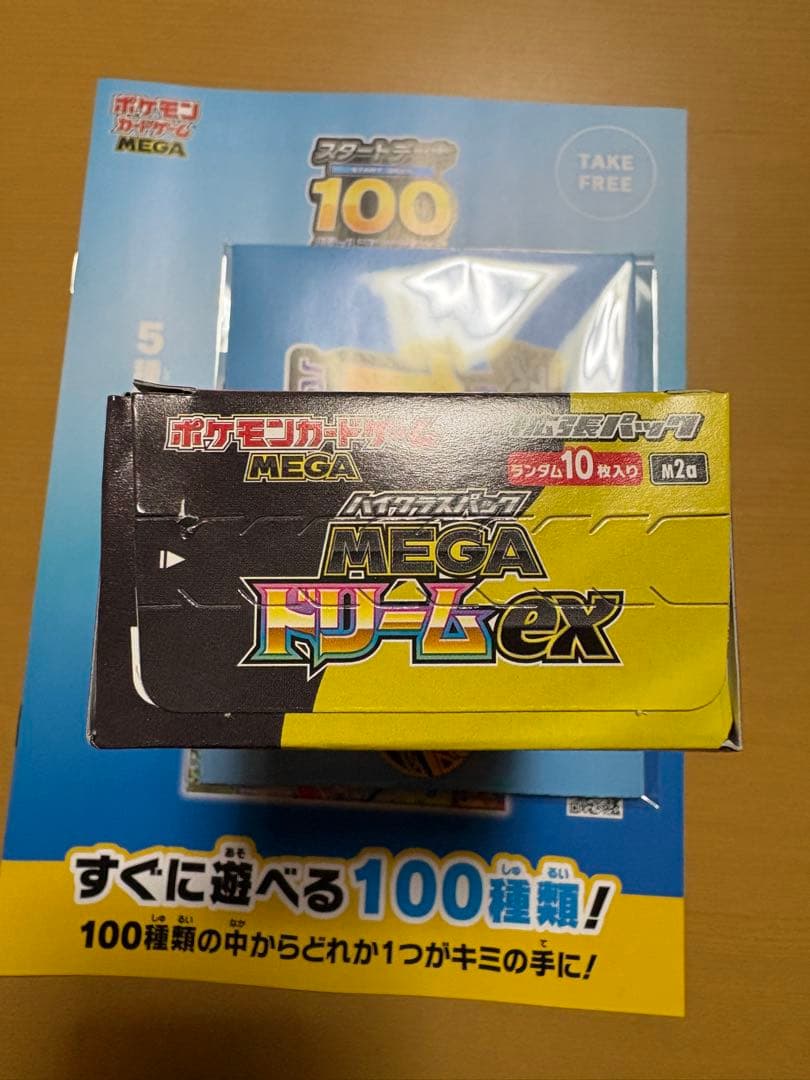 ポケモン
カードゲーム
MEGA
TAKE
FREE
スタートデッキ
100
5
ポケモンカードゲーム
MEGA
拡張パック
ランダム10枚入り
M2a
ハイクラスパック
MEGA
ドリームex
すぐに遊べる100種類!
100種類の中からどれか1つがキミの手に!